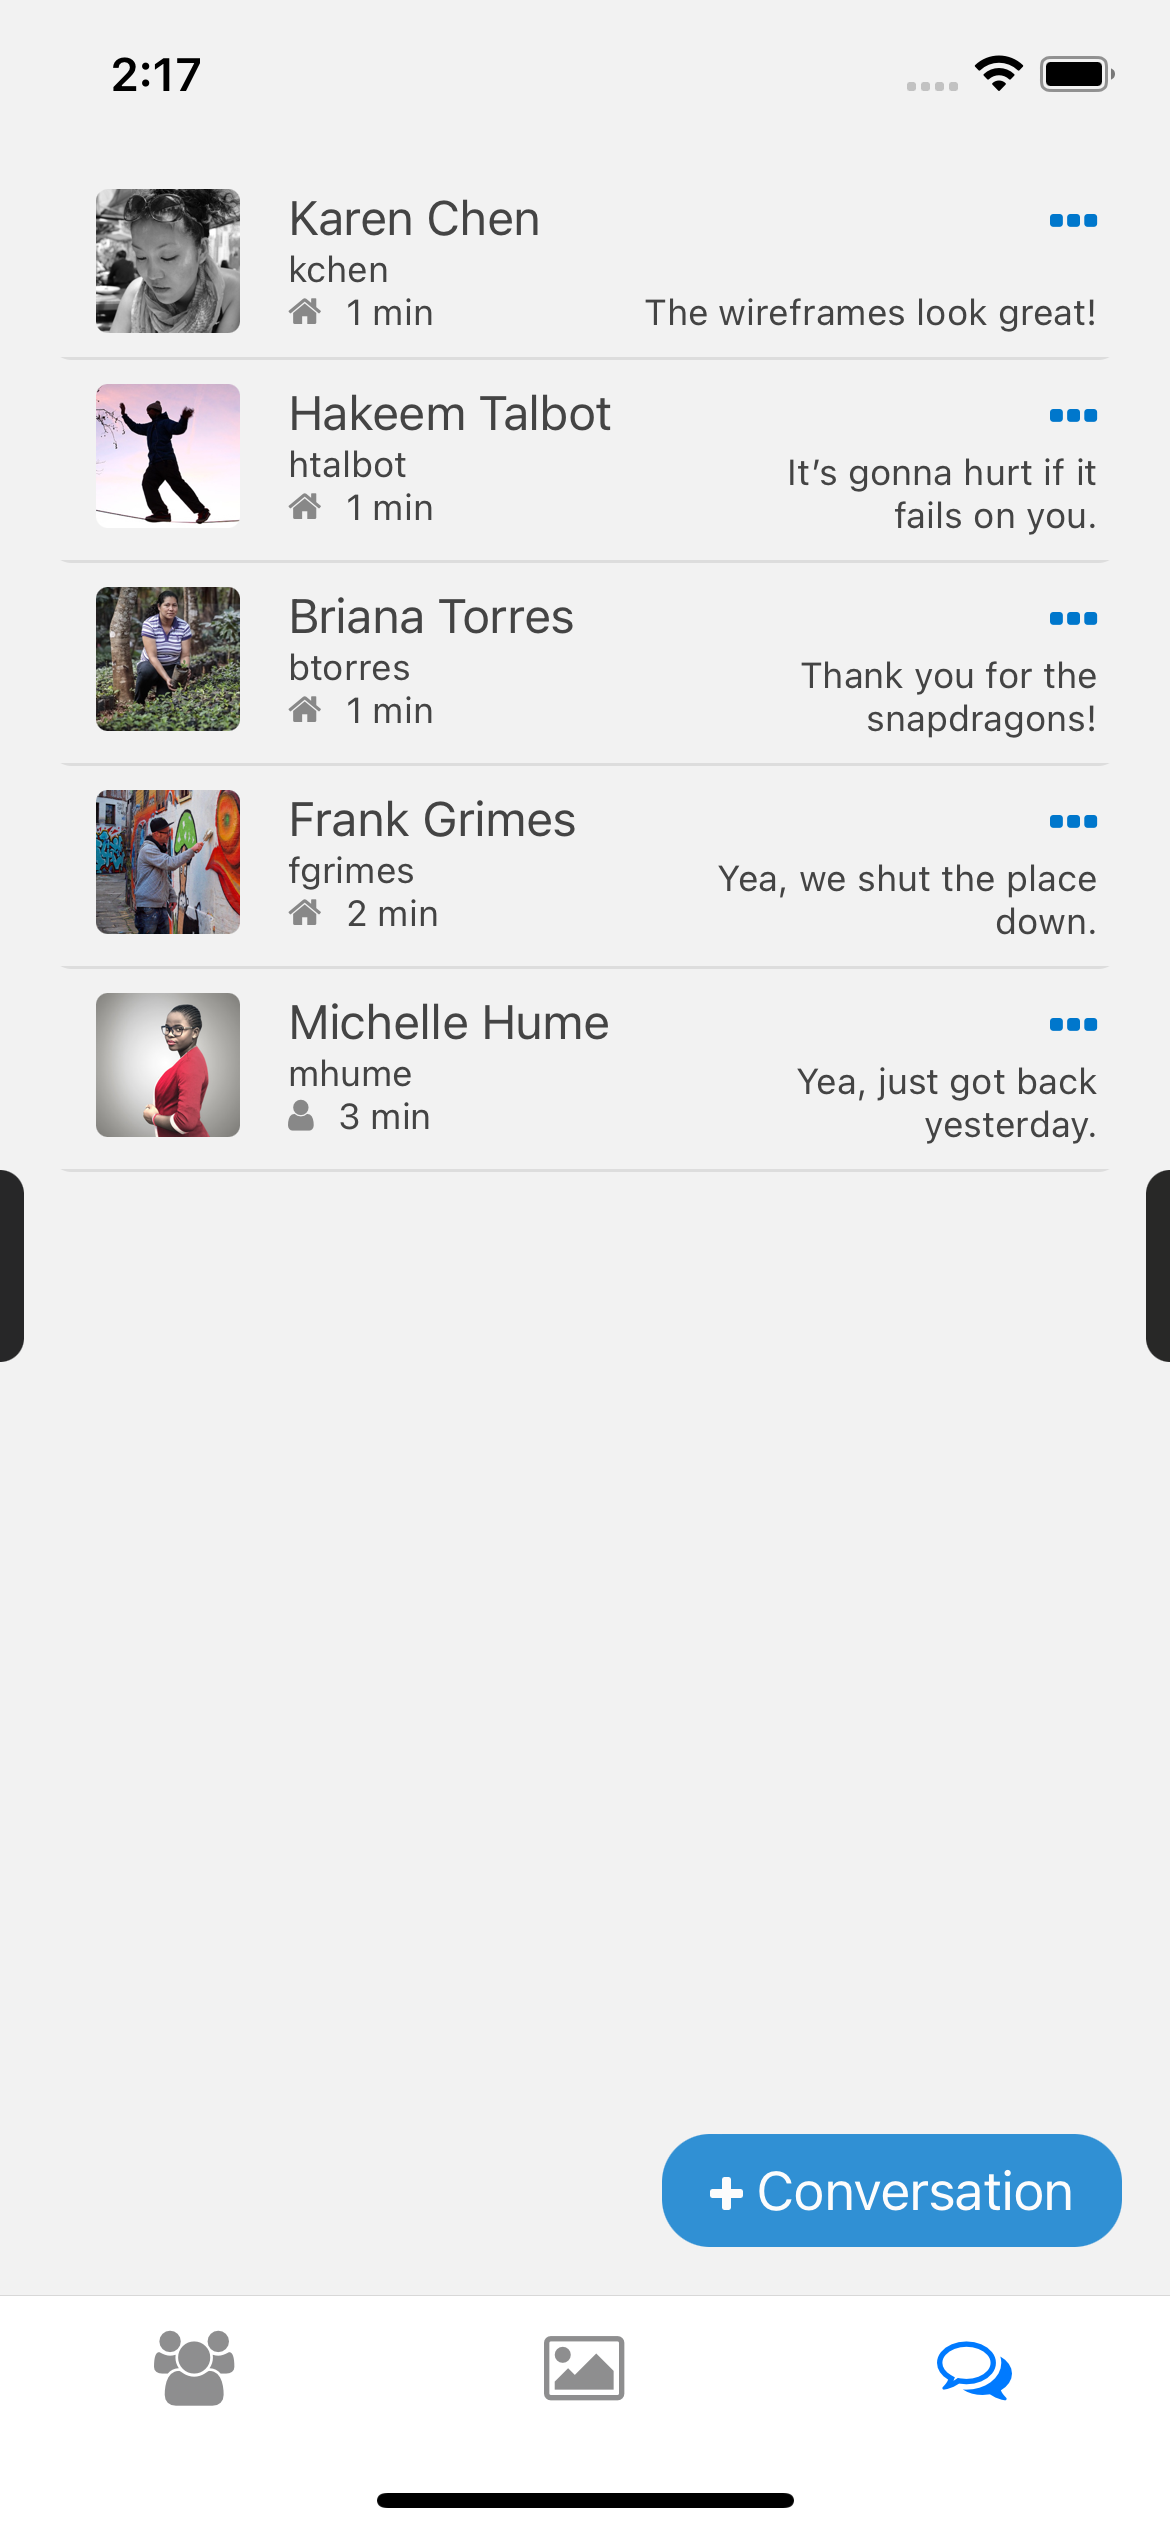 2:17
Karen Chen
kchen
1 min
The wireframes look great!
Hakeem Talbot
htalbot
1 min
It’s gonna hurt if it
fails on you.
Briana Torres
btorres
1 min
Thank you for the
snapdragons!
Frank Grimes
fgrimes
2 min
Yea, we shut the place
down.
Michelle Hume
mhume
3 min
Yea, just got back
yesterday.
+ Conversation